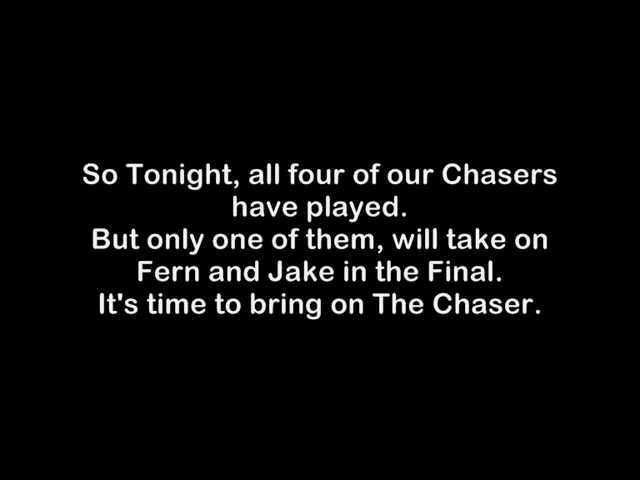 So Tonight, all four of our Chasers
have played.
But only one of them, will take on
Fern and Jake in the Final.
It's time to bring on The Chaser.